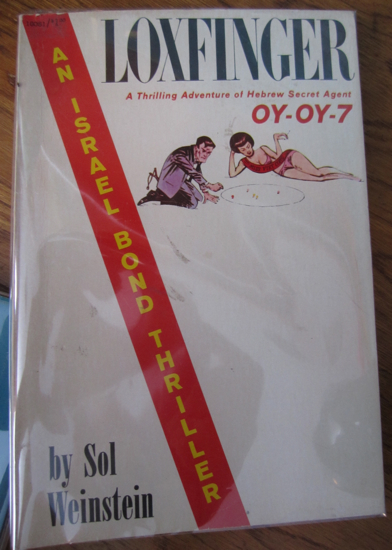 LOXFINGER
A Thrilling Adventure of Hebrew Secret Agent
OY-OY-7
AN ISRAEL BOND THRILLER
by Sol
Weinstein